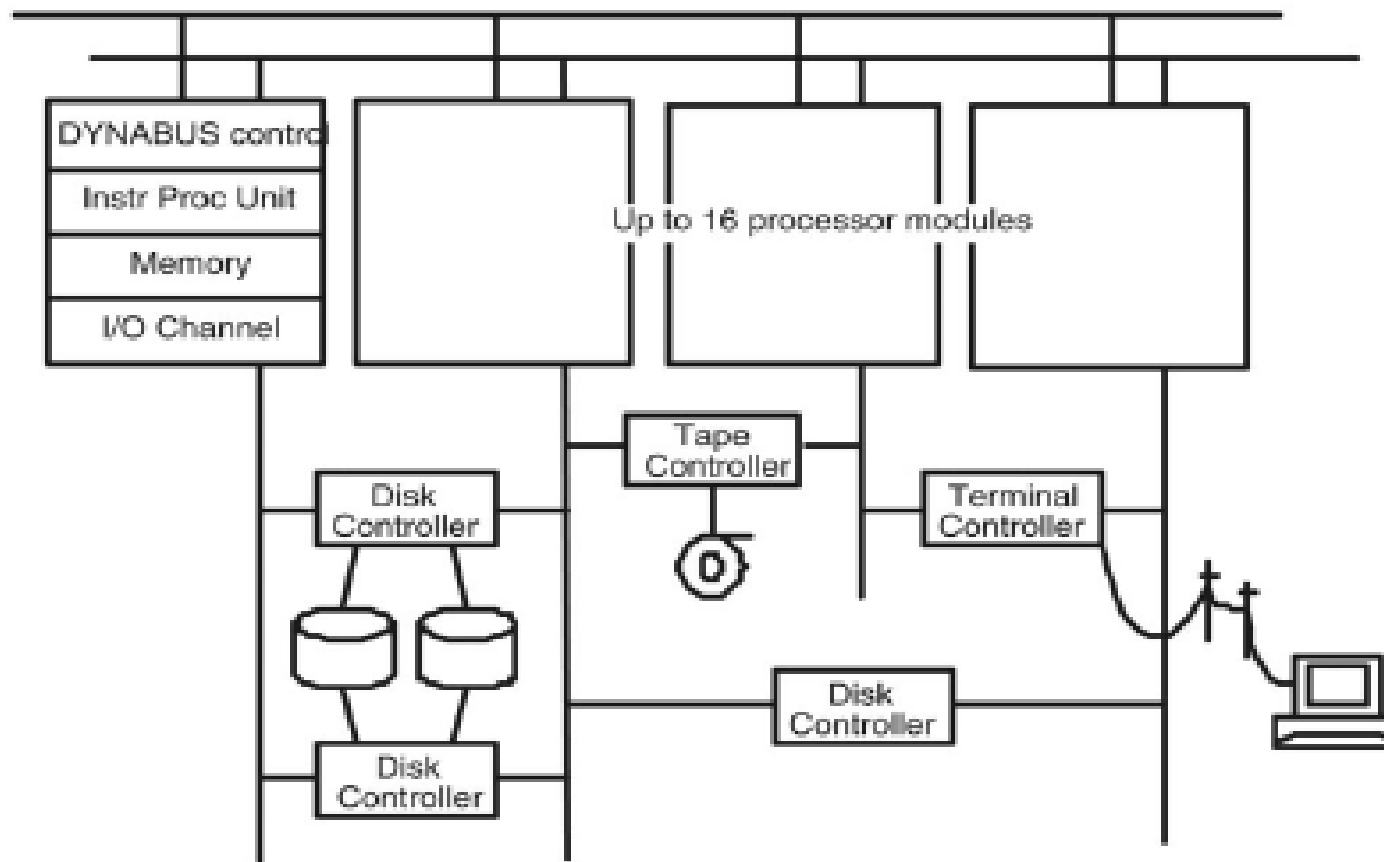 DYNABUS control
Instr Proc Unit
Memory
I/O Channel
Up to 16 processor modules
Tape
Controller
Disk
Controller
Terminal
Controller
Disk
Controller
Disk
Controller